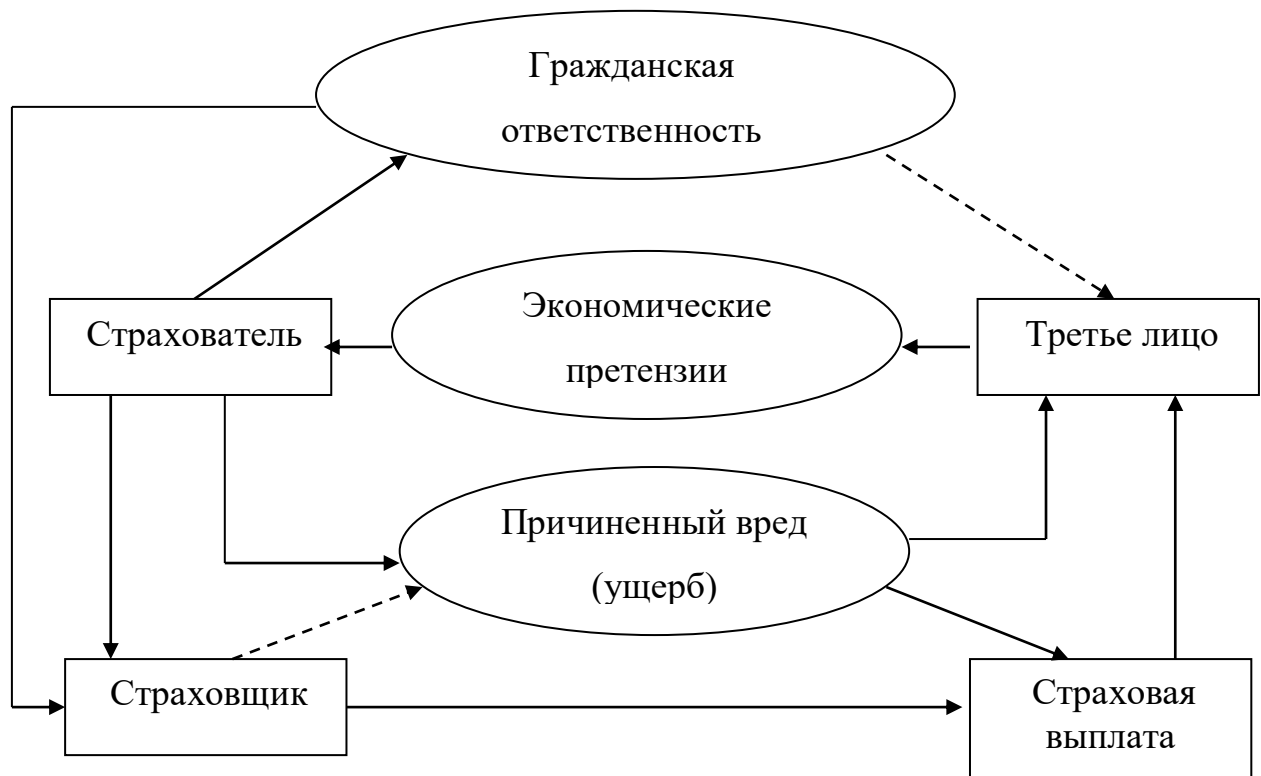 Гражданская
ответственность
Экономические
претензии
Страхователь
Третье лицо
Причиненный вред
(ущерб)
Страховщик
Страховая
выплата